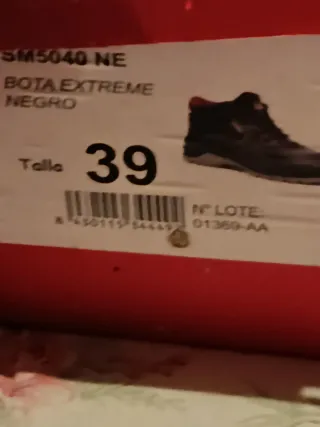 SM5040 NE
BOTA EXTREME
NEGRO
Talla 39
Nº LOTE:
01369-AA